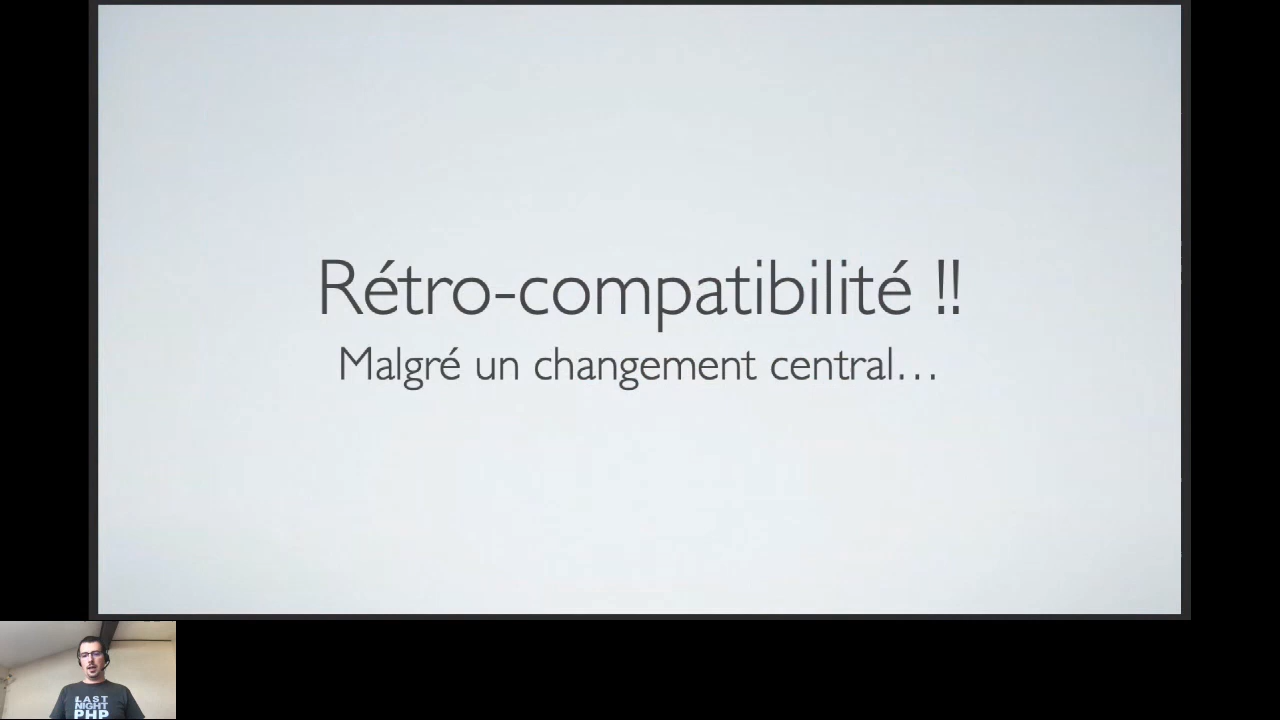 Rétro-compatibilité !!
Malgré un changement central…
LAST
NIGHT
PHP